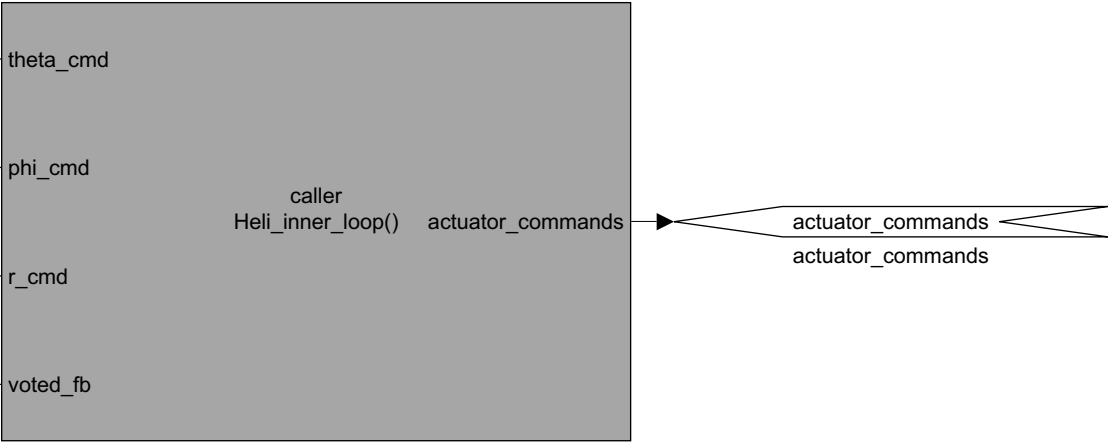 theta_cmd
phi_cmd
r_cmd
voted_fb
caller
Heli_inner_loop()
actuator_commands
actuator_commands
actuator_commands